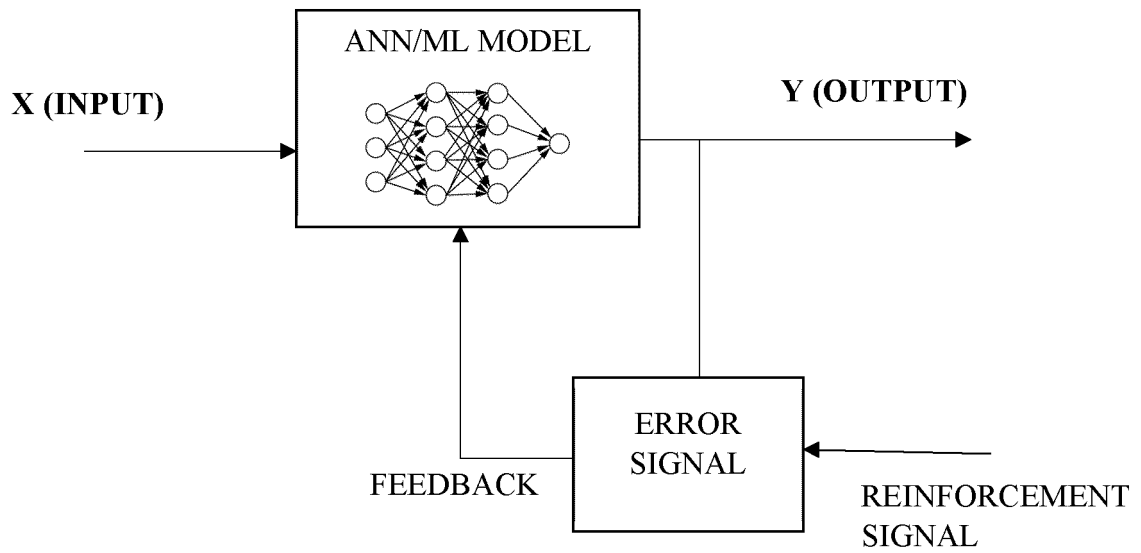 ANN/ML MODEL
X (INPUT)
Y (OUTPUT)
ERROR
SIGNAL
FEEDBACK
REINFORCEMENT
SIGNAL